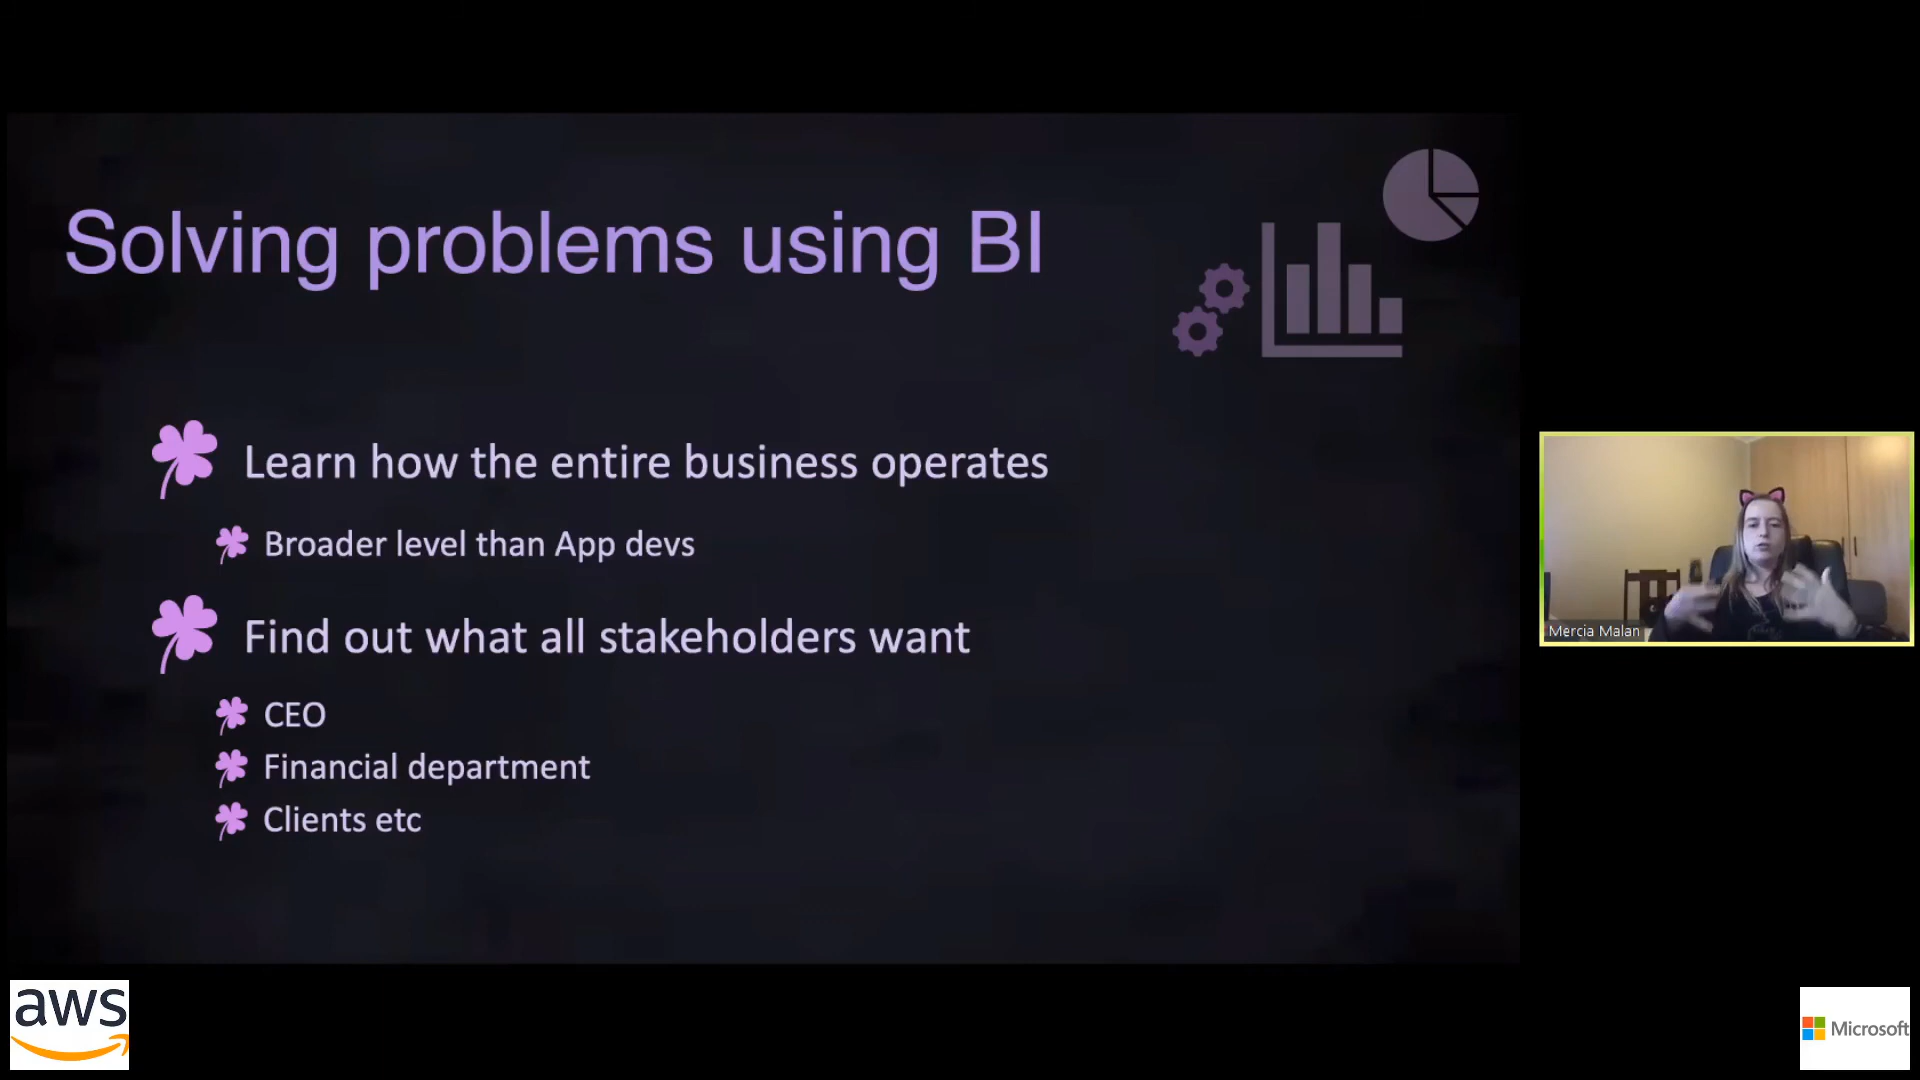 Solving problems using BI
Learn how the entire business operates
Broader level than App devs
Find out what all stakeholders want
CEO
Financial department
Clients etc
Mercia Malan
aws
Microsoft